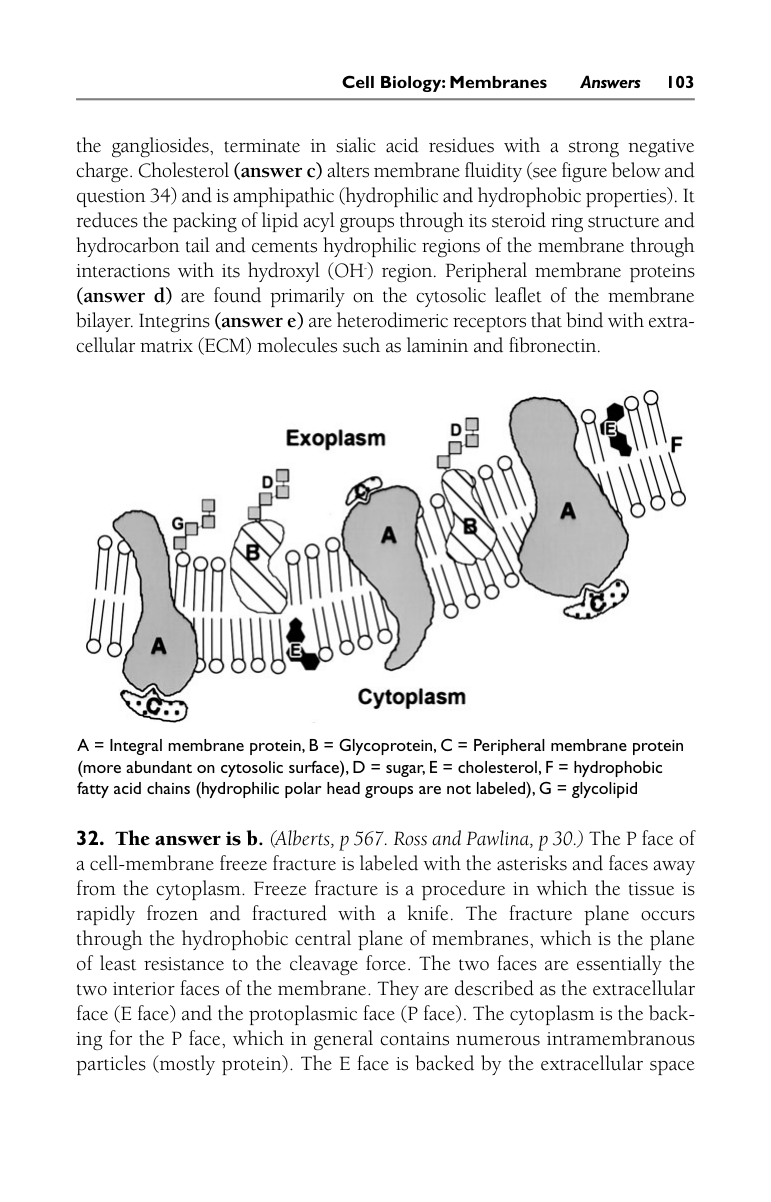 Cell Biology: Membranes Answers 103
the gangliosides, terminate in sialic acid residues with a strong negative
charge. Cholesterol (answer c) alters membrane fluidity (see figure below and
question 34) and is amphipathic (hydrophilic and hydrophobic properties). It
reduces the packing of lipid acyl groups through its steroid ring structure and
hydrocarbon tail and cements hydrophilic regions of the membrane through
interactions with its hydroxyl (OH-) region. Peripheral membrane proteins
(answer d) are found primarily on the cytosolic leaflet of the membrane
bilayer. Integrins (answer e) are heterodimeric receptors that bind with extra-
cellular matrix (ECM) molecules such as laminin and fibronectin.
Exoplasm
D
E
F
D
C
G
A
A
B
B
A
C
E
C
Cytoplasm
A = Integral membrane protein, B = Glycoprotein, C = Peripheral membrane protein
(more abundant on cytosolic surface), D = sugar, E = cholesterol, F = hydrophobic
fatty acid chains (hydrophilic polar head groups are not labeled), G = glycolipid
32. The answer is b. (Alberts, p 567. Ross and Pawlina, p 30.) The P face of
a cell-membrane freeze fracture is labeled with the asterisks and faces away
from the cytoplasm. Freeze fracture is a procedure in which the tissue is
rapidly frozen and fractured with a knife. The fracture plane occurs
through the hydrophobic central plane of membranes, which is the plane
of least resistance to the cleavage force. The two faces are essentially the
two interior faces of the membrane. They are described as the extracellular
face (E face) and the protoplasmic face (P face). The cytoplasm is the back-
ing for the P face, which in general contains numerous intramembranous
particles (mostly protein). The E face is backed by the extracellular space